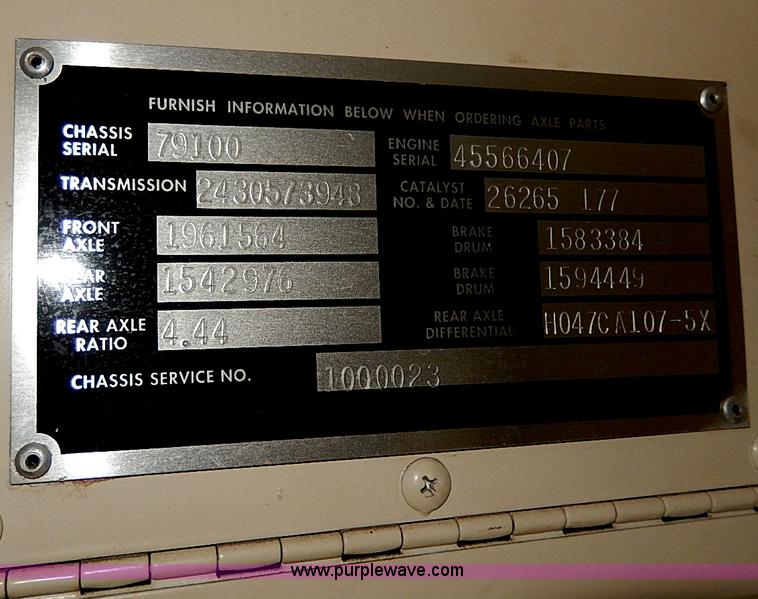 FURNISH INFORMATION BELOW WHEN ORDERING AXLE PARTS
CHASSIS SERIAL 79100 ENGINE SERIAL 45566407
TRANSMISSION 2430573948 CATALYST NO. & DATE 26265 177
FRONT AXLE 1961564 BRAKE DRUM 1583384
REAR AXLE 1542976 BRAKE DRUM 1594449
REAR AXLE RATIO 4.44 REAR AXLE DIFFERENTIAL H047CA107-5X
CHASSIS SERVICE NO. 1000023
www.purplewave.com